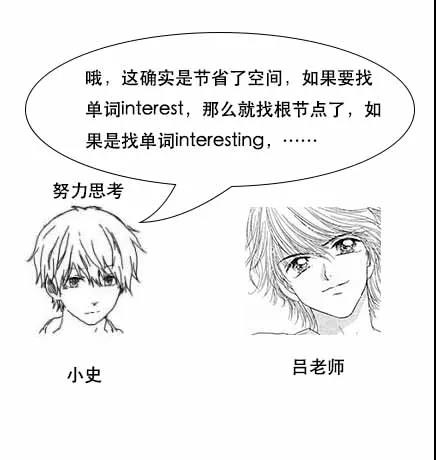 哦，这确实是节省了空间，如果要找
单词interest，那么就找根节点了，如
果是找单词interesting，……
努力思考
小史
吕老师